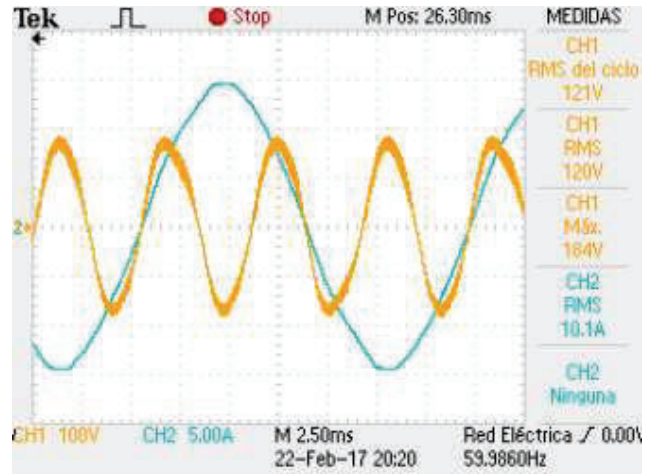 Tek Stop M Pos: 26.30ms MEDIDAS
CH1
RMS del ciclo
121V
CH1
RMS
120V
CH1
Máx.
184V
CH2
RMS
10.1A
CH2
Ninguna
2
CH1 100V CH2 5.00A M 2.50ms Red Eléctrica 0.00V
22-Feb-17 20:20 59.9860Hz